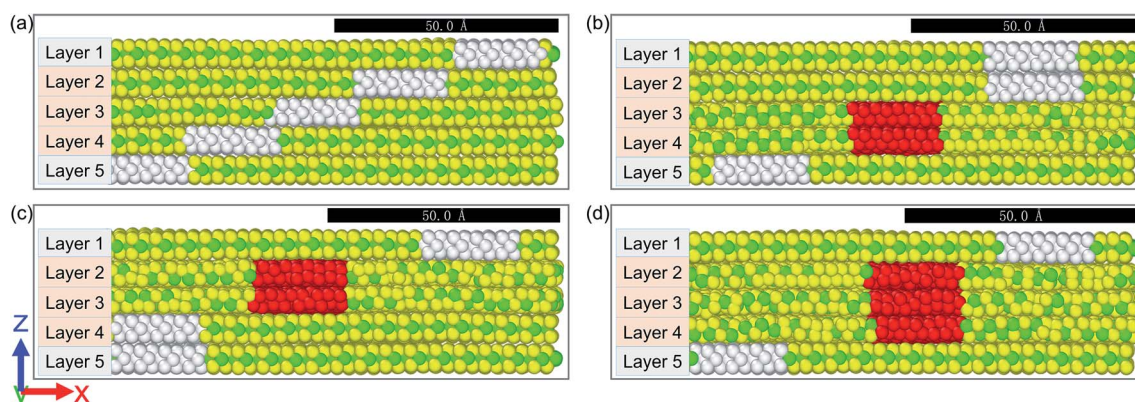 (a)
50.0 Å
Layer 1
Layer 2
Layer 3
Layer 4
Layer 5
(b)
50.0 Å
Layer 1
Layer 2
Layer 3
Layer 4
Layer 5
(c)
50.0 Å
Layer 1
Layer 2
Layer 3
Layer 4
Layer 5
(d)
50.0 Å
Layer 1
Layer 2
Layer 3
Layer 4
Layer 5
Z
Y
X